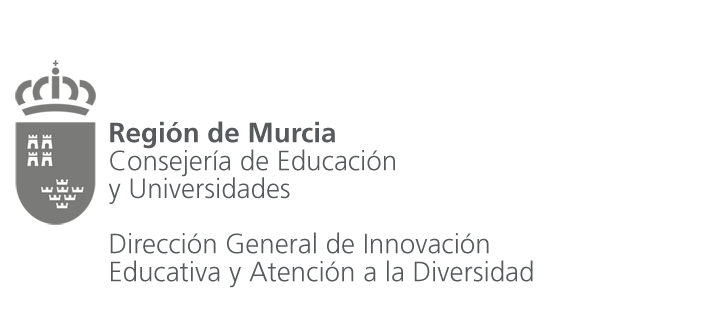 Región de Murcia
Consejería de Educación
y Universidades
Dirección General de Innovación
Educativa y Atención a la Diversidad